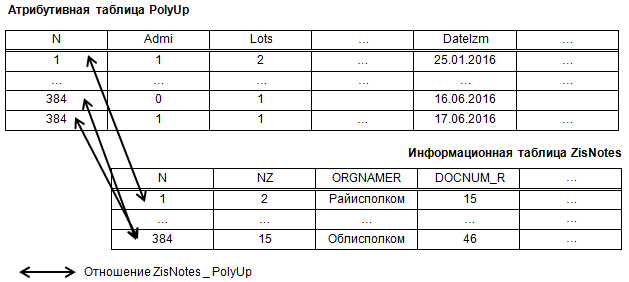 Атрибутивная таблица PolyUp
N Admi Lots ... DateIzm ...
1 1 2 25.01.2016
... ... ... ... ...
384 0 1 16.06.2016
384 1 1 ... 17.06.2016 ...
Информационная таблица ZisNotes
N NZ ORGNAMER DOCNUM_R ...
1 2 Райисполком 15 ...
... ... ... ... ...
384 15 Облисполком 46 ...
Отношение ZisNotes _ PolyUp